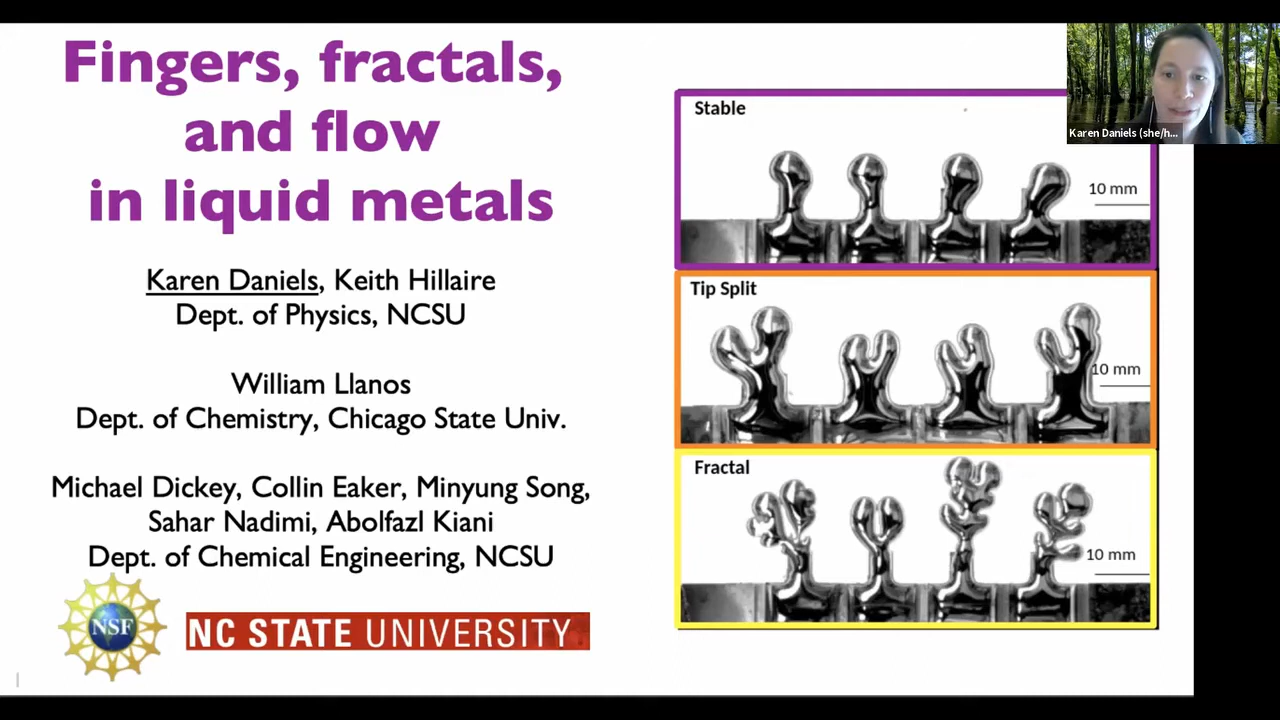 Fingers, fractals,
and flow
in liquid metals
Karen Daniels, Keith Hillaire
Dept. of Physics, NCSU
William Llanos
Dept. of Chemistry, Chicago State Univ.
Michael Dickey, Collin Eaker, Minyung Song,
Sahar Nadimi, Abolfazl Kiani
Dept. of Chemical Engineering, NCSU
NSF
NC STATE UNIVERSITY
Stable
10 mm
Tip Split
10 mm
Fractal
10 mm
Karen Daniels (she/h...